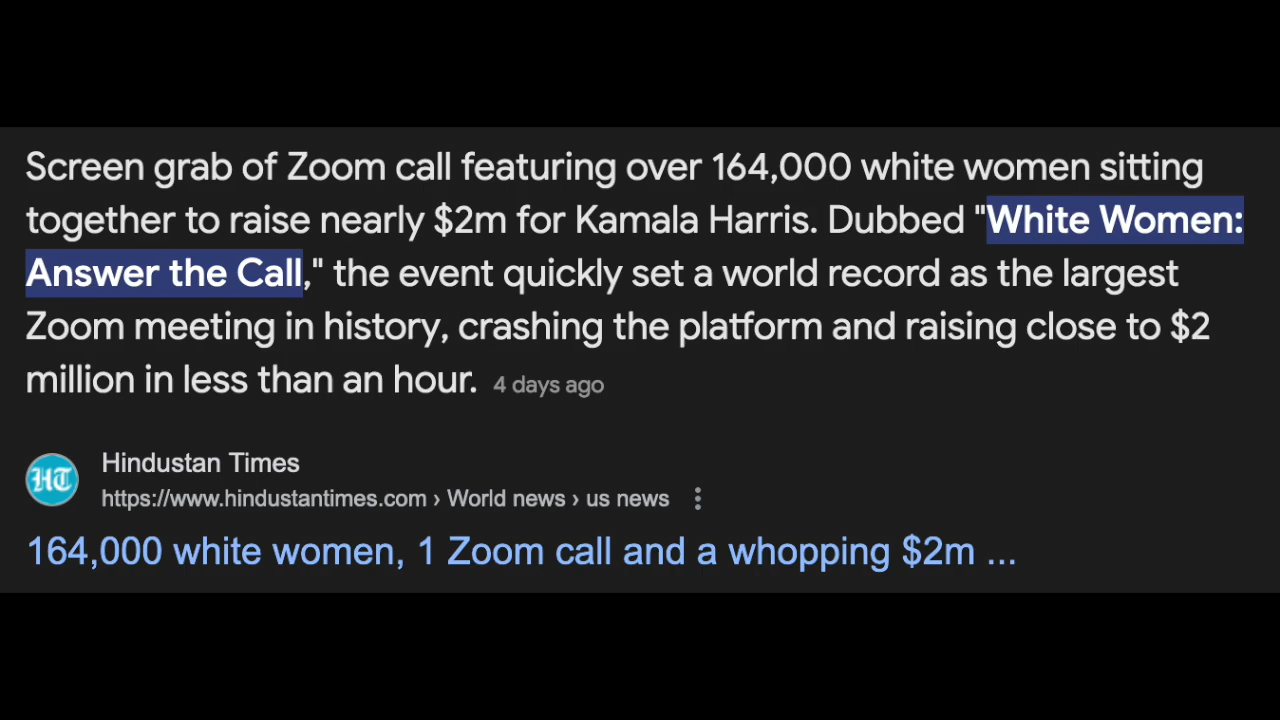 Screen grab of Zoom call featuring over 164,000 white women sitting
together to raise nearly $2m for Kamala Harris. Dubbed "White Women:
Answer the Call," the event quickly set a world record as the largest
Zoom meeting in history, crashing the platform and raising close to $2
million in less than an hour. 4 days ago
HT
Hindustan Times
https://www.hindustantimes.com › World news › us news
164,000 white women, 1 Zoom call and a whopping $2m ...